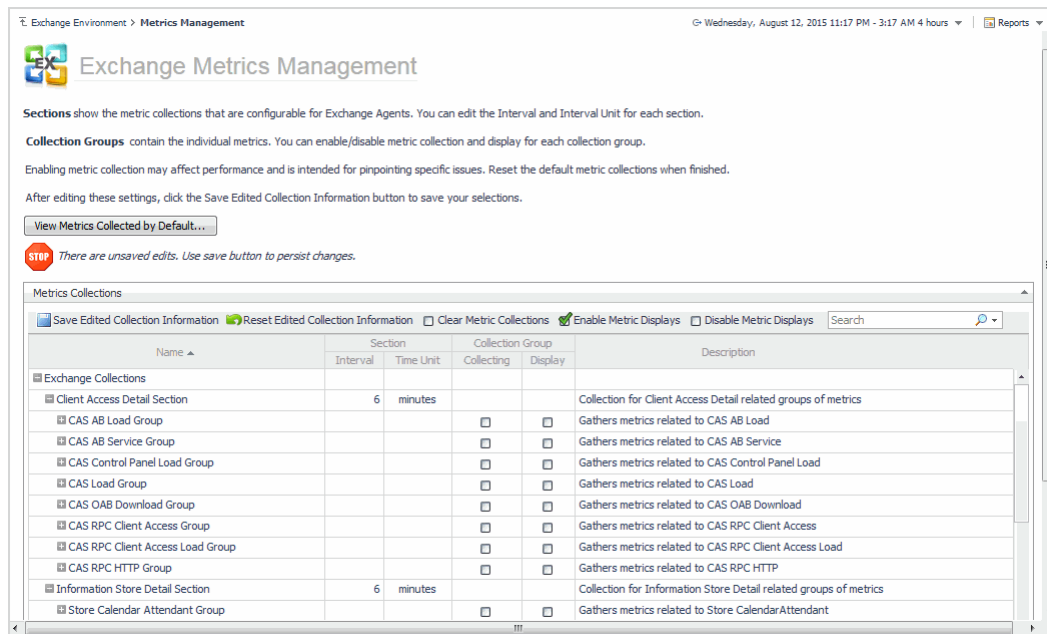 Exchange Environment > Metrics Management
Wednesday, August 12, 2015 11:17 PM - 3:17 AM 4 hours
Reports
EX
Exchange Metrics Management
Sections show the metric collections that are configurable for Exchange Agents. You can edit the Interval and Interval Unit for each section.
Collection Groups contain the individual metrics. You can enable/disable metric collection and display for each collection group.
Enabling metric collection may affect performance and is intended for pinpointing specific issues. Reset the default metric collections when finished.
After editing these settings, click the Save Edited Collection Information button to save your selections.
View Metrics Collected by Default...
STOP There are unsaved edits. Use save button to persist changes.
Metrics Collections
Save Edited Collection Information Reset Edited Collection Information Clear Metric Collections Enable Metric Displays Disable Metric Displays Search
Name Section Collection Group Description
Interval Time Unit Collecting Display
Exchange Collections
Client Access Detail Section 6 minutes Collection for Client Access Detail related groups of metrics
CAS AB Load Group Gathers metrics related to CAS AB Load
CAS AB Service Group Gathers metrics related to CAS AB Service
CAS Control Panel Load Group Gathers metrics related to CAS Control Panel Load
CAS Load Group Gathers metrics related to CAS Load
CAS OAB Download Group Gathers metrics related to CAS OAB Download
CAS RPC Client Access Group Gathers metrics related to CAS RPC Client Access
CAS RPC Client Access Load Group Gathers metrics related to CAS RPC Client Access Load
CAS RPC HTTP Group Gathers metrics related to CAS RPC HTTP
Information Store Detail Section 6 minutes Collection for Information Store Detail related groups of metrics
Store Calendar Attendant Group Gathers metrics related to Store CalendarAttendant